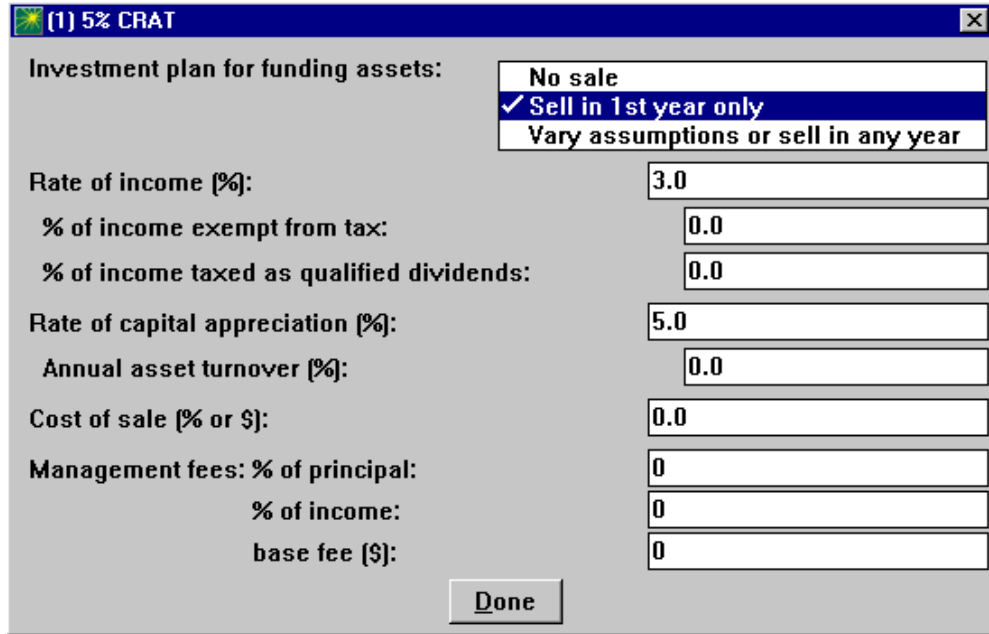 (1) 5% CRAT
Investment plan for funding assets:
No sale
✓ Sell in 1st year only
Vary assumptions or sell in any year
Rate of income (%): 3.0
% of income exempt from tax: 0.0
% of income taxed as qualified dividends: 0.0
Rate of capital appreciation (%): 5.0
Annual asset turnover (%): 0.0
Cost of sale (% or $): 0.0
Management fees: % of principal: 0
% of income: 0
base fee ($): 0
Done